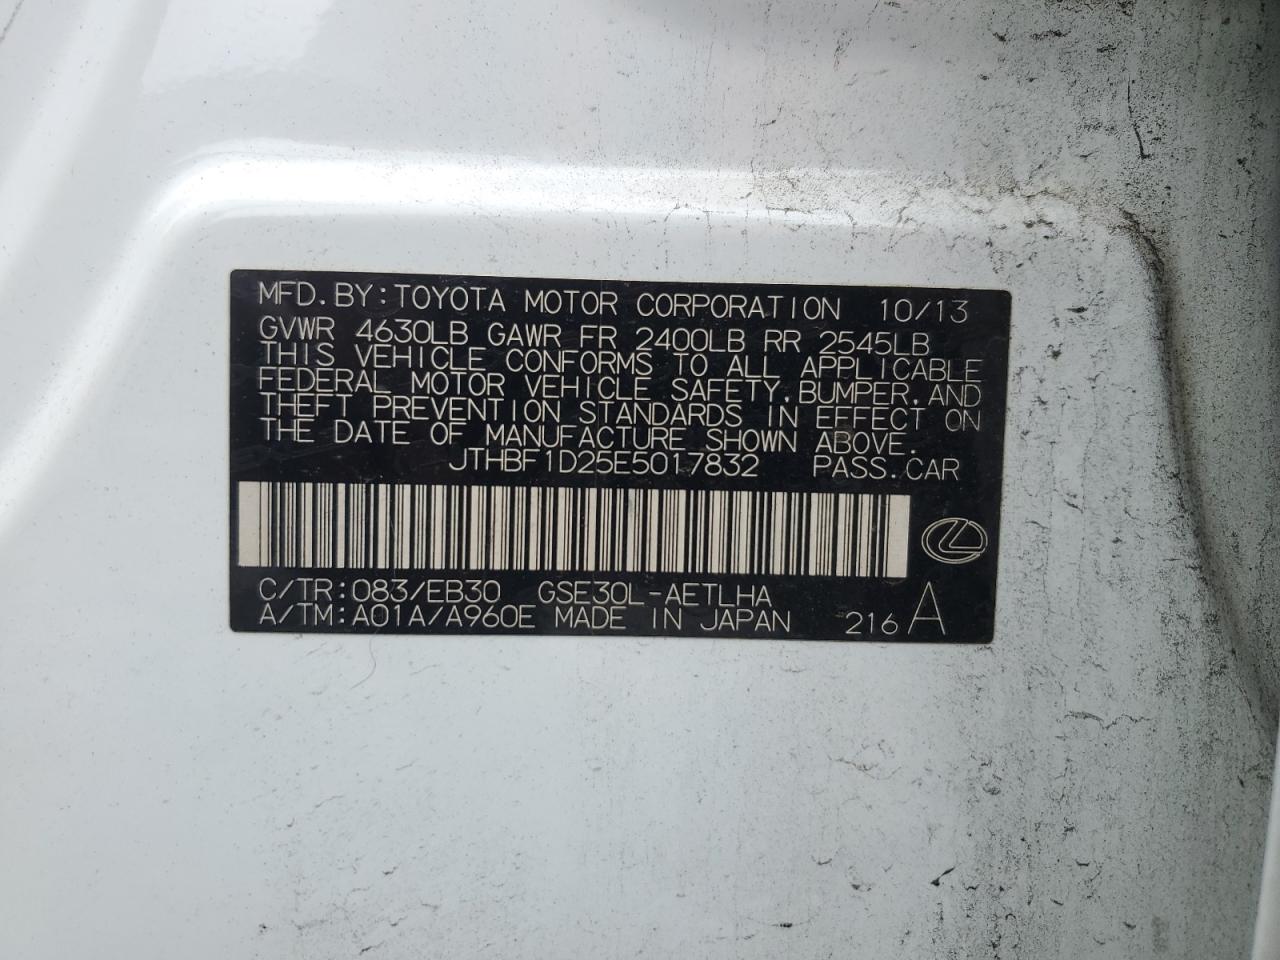 MFD.BY:TOYOTA MOTOR CORPORATION 10/13
GVWR 4630LB GAWR FR 2400LB RR 2545LB
THIS VEHICLE CONFORMS TO ALL APPLICABLE
FEDERAL MOTOR VEHICLE SAFETY,BUMPER,AND
THEFT PREVENTION STANDARDS IN EFFECT ON
THE DATE OF MANUFACTURE SHOWN ABOVE.
JTHBF1D25E5017832 PASS.CAR
C/TR:083/EB30 GSE30L-AETLHA
A/TM:A01A/A960E MADE IN JAPAN 216 A